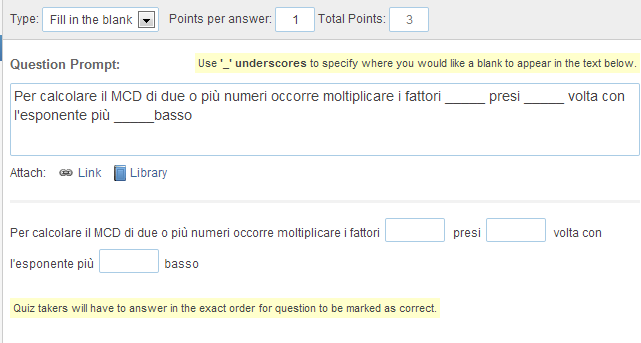 Type: Fill in the blank Points per answer: 1 Total Points: 3
Question Prompt: Use '_' underscores to specify where you would like a blank to appear in the text below.
Per calcolare il MCD di due o più numeri occorre moltiplicare i fattori _____ presi _____ volta con
l'esponente più _____basso
Attach: Link Library
Per calcolare il MCD di due o più numeri occorre moltiplicare i fattori presi volta con
l'esponente più basso
Quiz takers will have to answer in the exact order for question to be marked as correct.